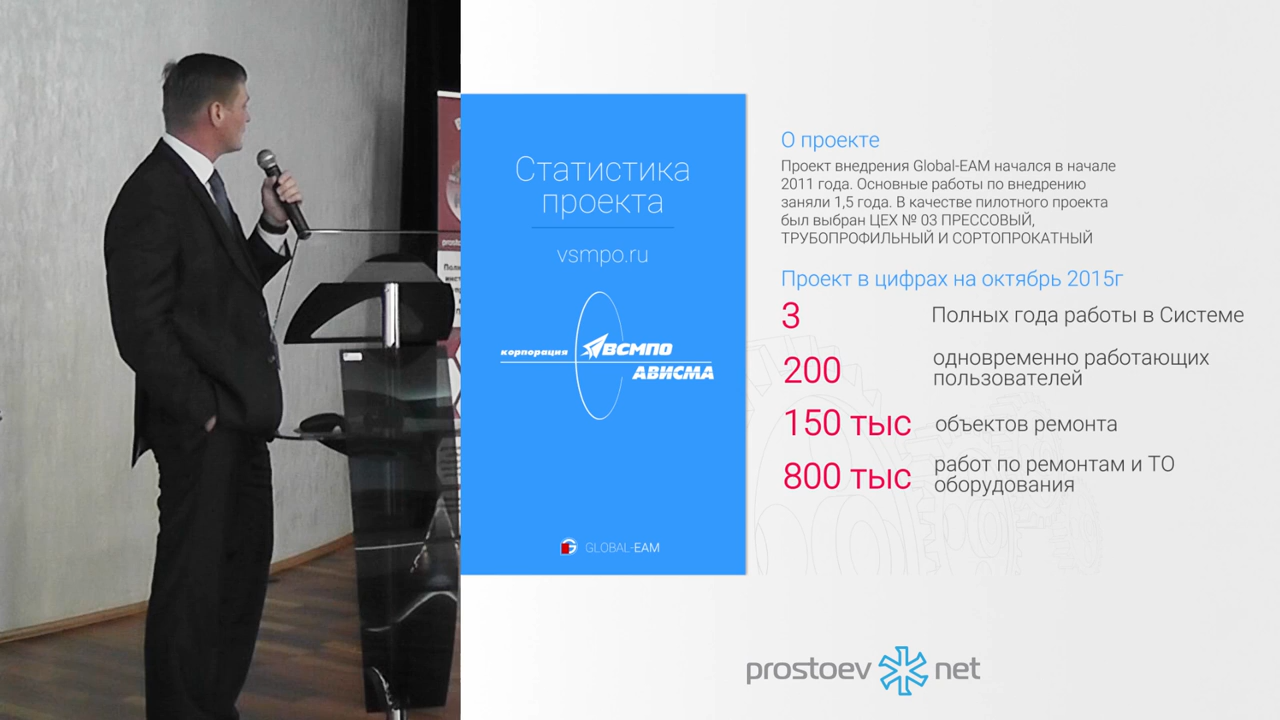 Статистика
проекта
vsmpo.ru
корпорация
ВСМПО
АВИСМА
GLOBAL-EAM
О проекте
Проект внедрения Global-EAM начался в начале
2011 года. Основные работы по внедрению
заняли 1,5 года. В качестве пилотного проекта
был выбран ЦЕХ № 03 ПРЕССОВЫЙ,
ТРУБОПРОФИЛЬНЫЙ И СОРТОПРОКАТНЫЙ
Проект в цифрах на октябрь 2015г
3 Полных года работы в Системе
200 одновременно работающих
пользователей
150 тыс объектов ремонта
800 тыс работ по ремонтам и ТО
оборудования
prostoev net